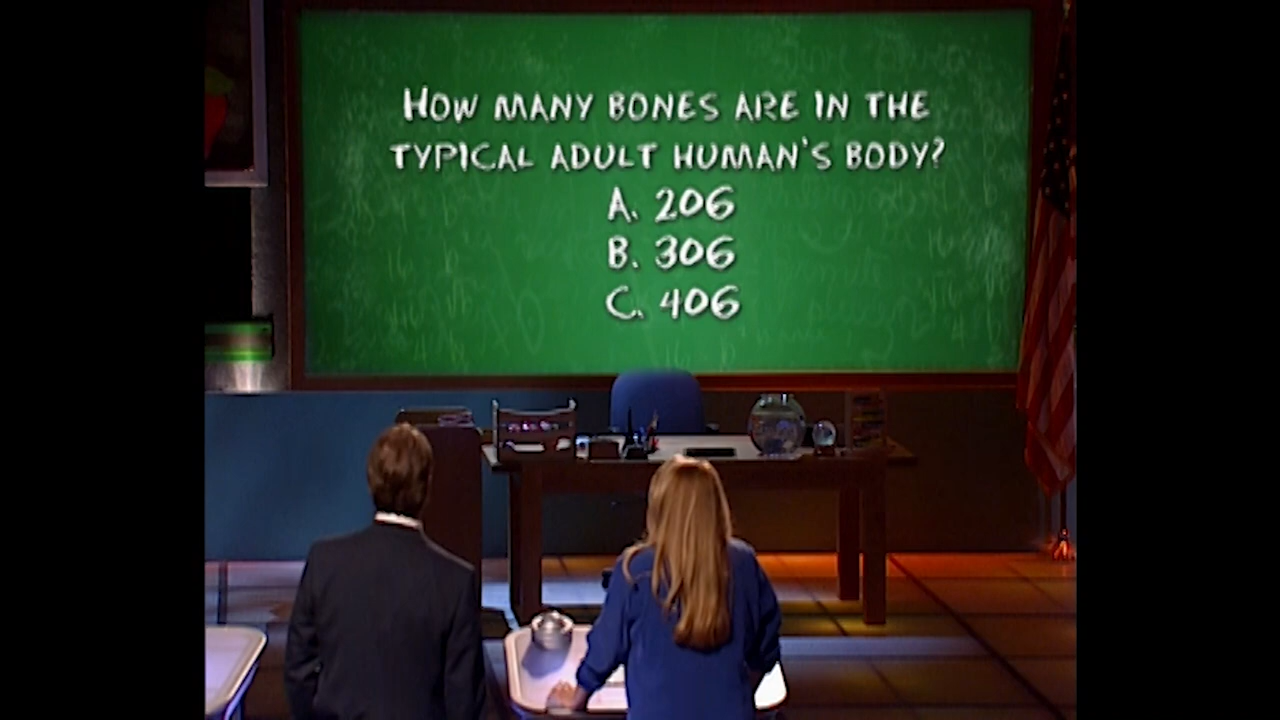 HOW MANY BONES ARE IN THE
TYPICAL ADULT HUMAN'S BODY?
A. 206
B. 306
C. 406